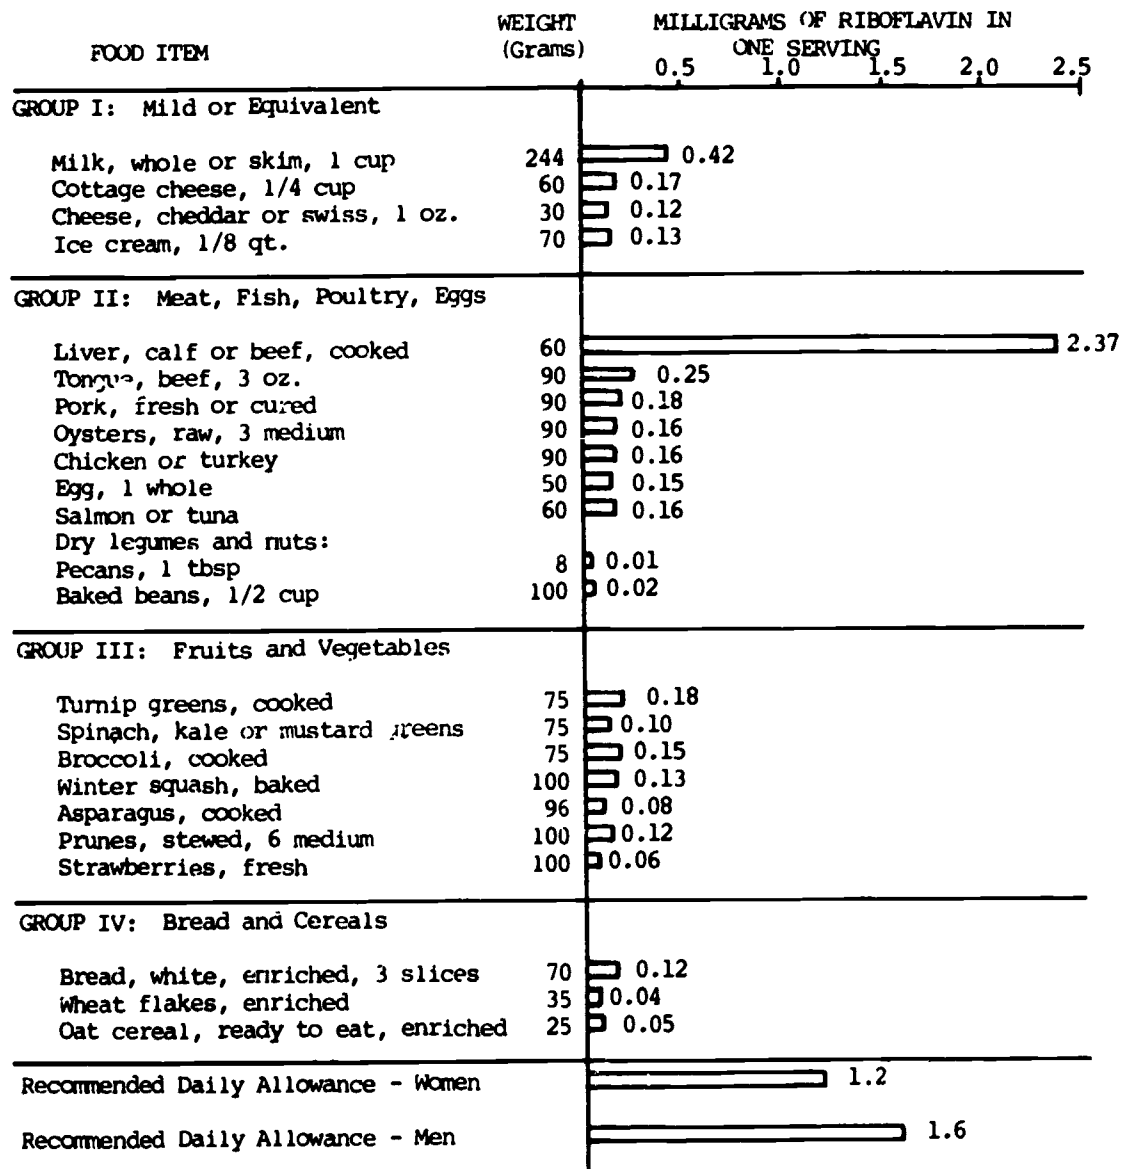 WEIGHT MILLIGRAMS OF RIBOFLAVIN IN
FOOD ITEM (Grams) ONE SERVING
0.5 1.0 1.5 2.0 2.5
GROUP I: Mild or Equivalent
Milk, whole or skim, 1 cup 244 0.42
Cottage cheese, 1/4 cup 60 0.17
Cheese, cheddar or swiss, 1 oz. 30 0.12
Ice cream, 1/8 qt. 70 0.13
GROUP II: Meat, Fish, Poultry, Eggs
Liver, calf or beef, cooked 60 2.37
Tongue, beef, 3 oz. 90 0.25
Pork, fresh or cured 90 0.18
Oysters, raw, 3 medium 90 0.16
Chicken or turkey 90 0.16
Egg, 1 whole 50 0.15
Salmon or tuna 60 0.16
Dry legumes and nuts:
Pecans, 1 tbsp 8 0.01
Baked beans, 1/2 cup 100 0.02
GROUP III: Fruits and Vegetables
Turnip greens, cooked 75 0.18
Spinach, kale or mustard greens 75 0.10
Broccoli, cooked 75 0.15
Winter squash, baked 100 0.13
Asparagus, cooked 96 0.08
Prunes, stewed, 6 medium 100 0.12
Strawberries, fresh 100 0.06
GROUP IV: Bread and Cereals
Bread, white, enriched, 3 slices 70 0.12
Wheat flakes, enriched 35 0.04
Oat cereal, ready to eat, enriched 25 0.05
Recommended Daily Allowance - Women 1.2
Recommended Daily Allowance - Men 1.6